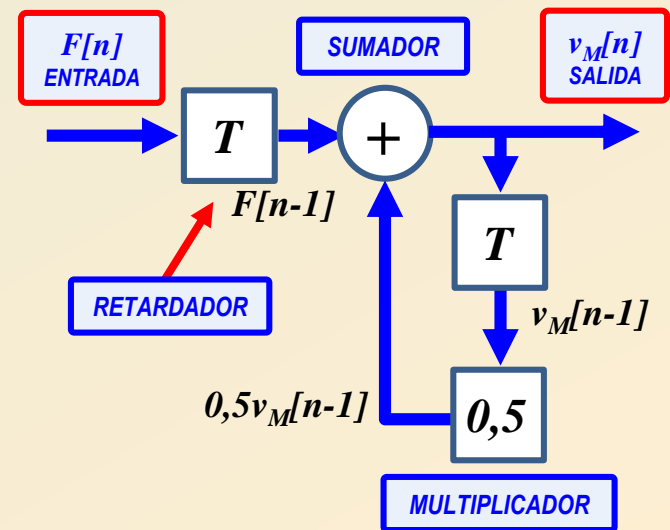 F[n]
ENTRADA
SUMADOR
v_M[n]
SALIDA
T
+
F[n-1]
T
RETARDADOR
v_M[n-1]
0,5v_M[n-1]
0,5
MULTIPLICADOR